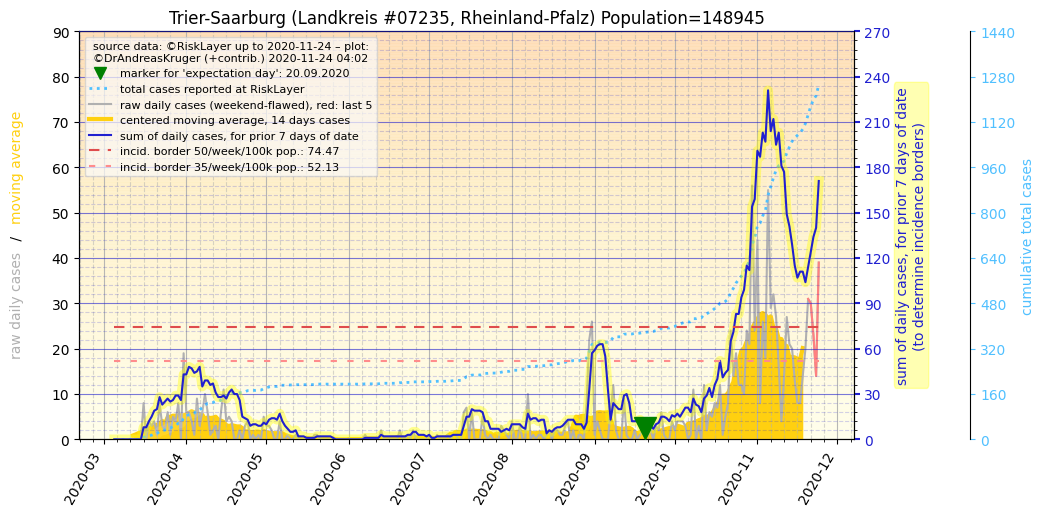 Trier-Saarburg (Landkreis #07235, Rheinland-Pfalz) Population=148945
source data: ©RiskLayer up to 2020-11-24 – plot:
©DrAndreasKruger (+contrib.) 2020-11-24 04:02
marker for 'expectation day': 20.09.2020
total cases reported at RiskLayer
raw daily cases (weekend-flawed), red: last 5
centered moving average, 14 days cases
sum of daily cases, for prior 7 days of date
incid. border 50/week/100k pop.: 74.47
incid. border 35/week/100k pop.: 52.13
raw daily cases / moving average
90
80
70
60
50
40
30
20
10
0
270
240
210
180
150
120
90
60
30
0
sum of daily cases, for prior 7 days of date
(to determine incidence borders)
1440
1280
1120
960
800
640
480
320
160
0
cumulative total cases
2020-03
2020-04
2020-05
2020-06
2020-07
2020-08
2020-09
2020-10
2020-11
2020-12